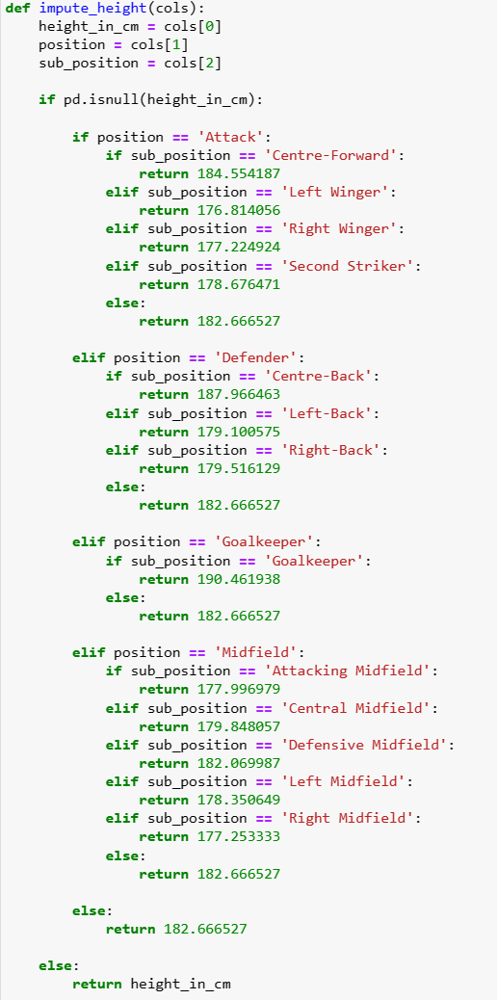 def impute_height(cols):
    height_in_cm = cols[0]
    position = cols[1]
    sub_position = cols[2]

    if pd.isnull(height_in_cm):

        if position == 'Attack':
            if sub_position == 'Centre-Forward':
                return 184.554187
            elif sub_position == 'Left Winger':
                return 176.814056
            elif sub_position == 'Right Winger':
                return 177.224924
            elif sub_position == 'Second Striker':
                return 178.676471
            else:
                return 182.666527

        elif position == 'Defender':
            if sub_position == 'Centre-Back':
                return 187.966463
            elif sub_position == 'Left-Back':
                return 179.100575
            elif sub_position == 'Right-Back':
                return 179.516129
            else:
                return 182.666527

        elif position == 'Goalkeeper':
            if sub_position == 'Goalkeeper':
                return 190.461938
            else:
                return 182.666527

        elif position == 'Midfield':
            if sub_position == 'Attacking Midfield':
                return 177.996979
            elif sub_position == 'Central Midfield':
                return 179.848057
            elif sub_position == 'Defensive Midfield':
                return 182.069987
            elif sub_position == 'Left Midfield':
                return 178.350649
            elif sub_position == 'Right Midfield':
                return 177.253333
            else:
                return 182.666527

        else:
            return 182.666527

    else:
        return height_in_cm